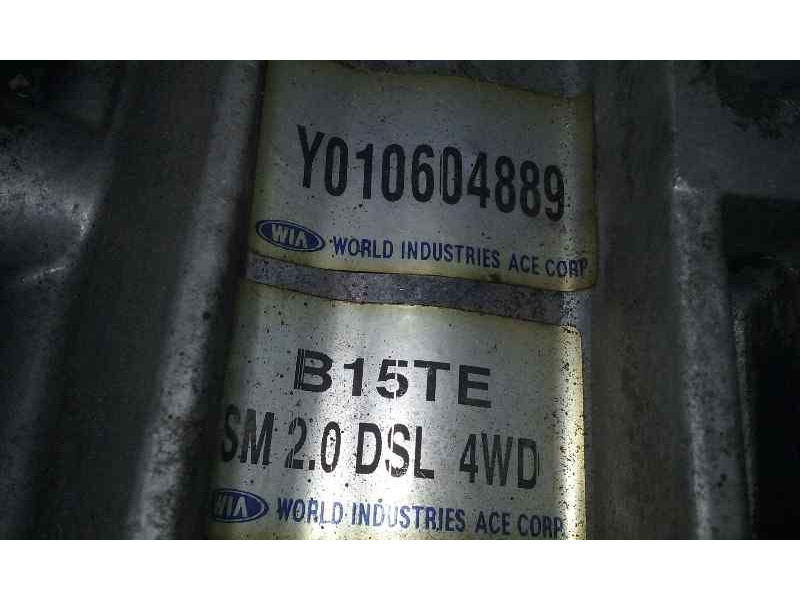 Y010604889
WIA WORLD INDUSTRIES ACE CORP
B15TE
SM 2.0 DSL 4WD
WIA WORLD INDUSTRIES ACE CORP.